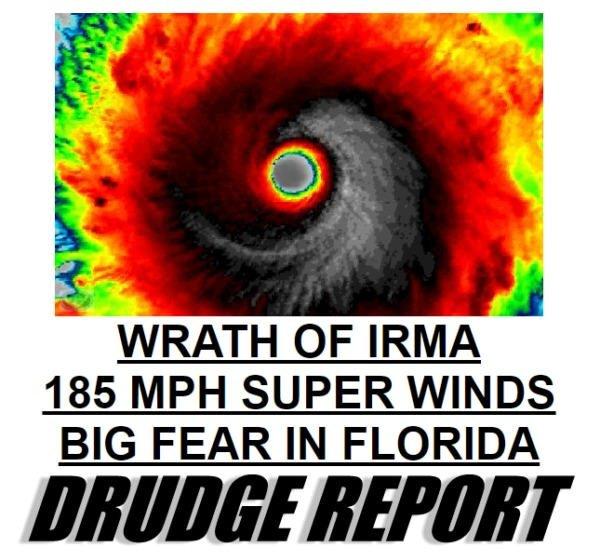 WRATH OF IRMA
185 MPH SUPER WINDS
BIG FEAR IN FLORIDA
DRUDGE REPORT